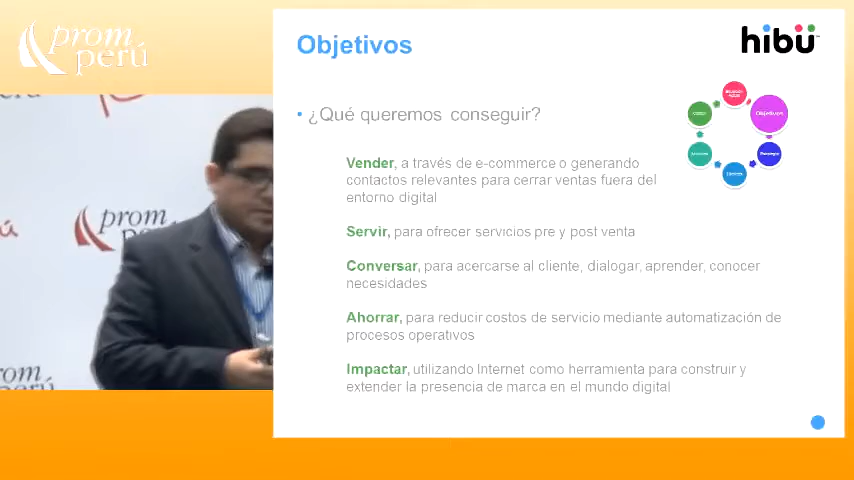 prom
perú
prom
Objetivos
hibü
• ¿Qué queremos conseguir?
Objetivos
Vender, a través de e-commerce o generando
contactos relevantes para cerrar ventas fuera del
entorno digital
Servir, para ofrecer servicios pre y post venta
Conversar, para acercarse al cliente, dialogar, aprender, conocer
necesidades
Ahorrar, para reducir costos de servicio mediante automatización de
procesos operativos
Impactar, utilizando Internet como herramienta para construir y
extender la presencia de marca en el mundo digital